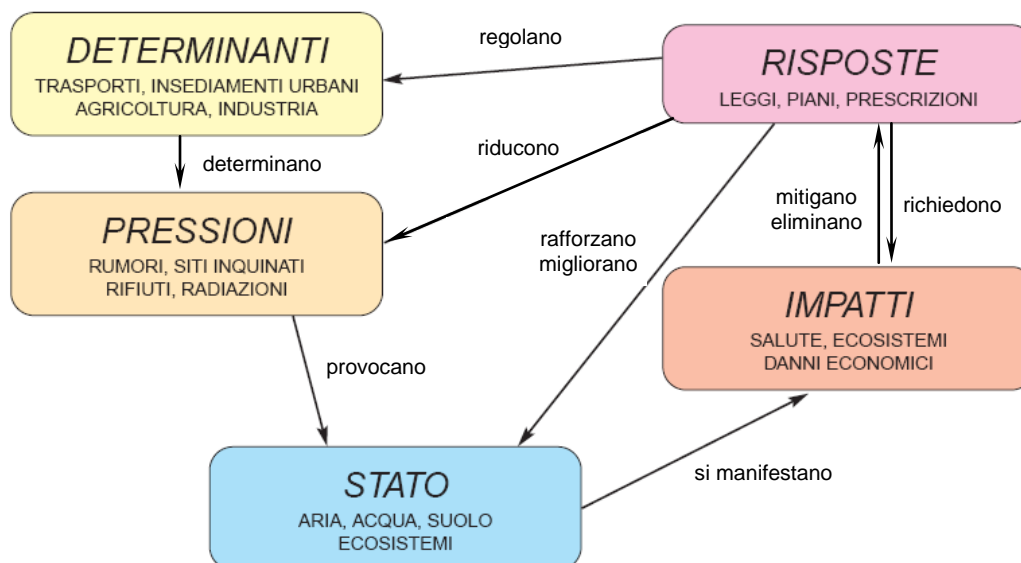 DETERMINANTI
TRASPORTI, INSEDIAMENTI URBANI
AGRICOLTURA, INDUSTRIA
regolano
RISPOSTE
LEGGI, PIANI, PRESCRIZIONI
determinano
riducono
mitigano
eliminano
richiedono
PRESSIONI
RUMORI, SITI INQUINATI
RIFIUTI, RADIAZIONI
rafforzano
migliorano
IMPATTI
SALUTE, ECOSISTEMI
DANNI ECONOMICI
provocano
STATO
ARIA, ACQUA, SUOLO
ECOSISTEMI
si manifestano